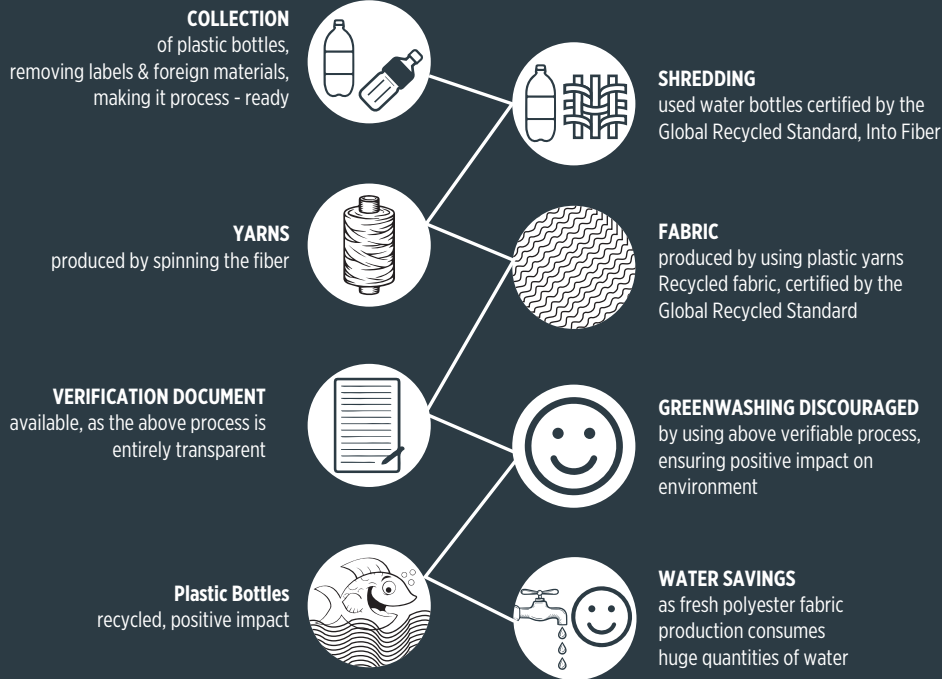 COLLECTION
of plastic bottles,
removing labels & foreign materials,
making it process - ready
SHREDDING
used water bottles certified by the
Global Recycled Standard, Into Fiber
YARNS
produced by spinning the fiber
FABRIC
produced by using plastic yarns
Recycled fabric, certified by the
Global Recycled Standard
VERIFICATION DOCUMENT
available, as the above process is
entirely transparent
GREENWASHING DISCOURAGED
by using above verifiable process,
ensuring positive impact on
environment
Plastic Bottles
recycled, positive impact
WATER SAVINGS
as fresh polyester fabric
production consumes
huge quantities of water